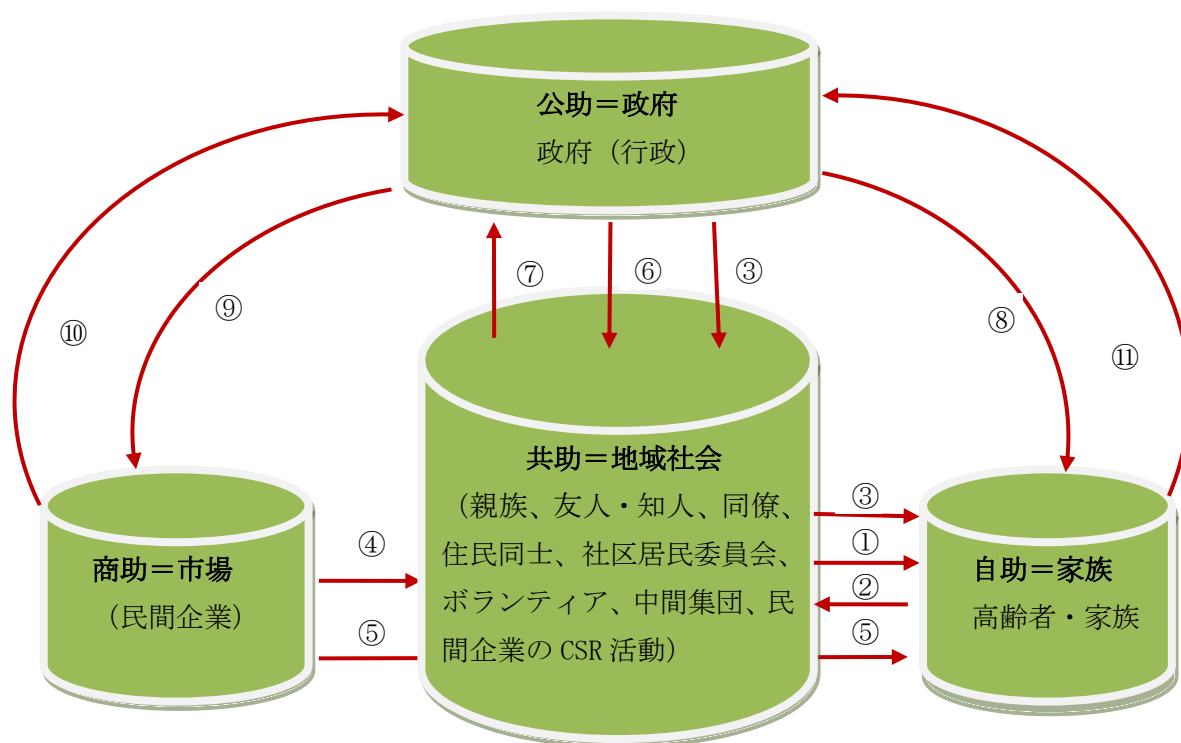 公助＝政府
政府（行政）
⑦
⑥
③
⑨
⑧
⑩
⑪
共助＝地域社会
（親族、友人・知人、同僚、
住民同士、社区居民委員会、
ボランティア、中間集団、民
間企業の CSR 活動）
商助＝市場
（民間企業）
④
⑤
③
①
②
⑤
自助＝家族
高齢者・家族